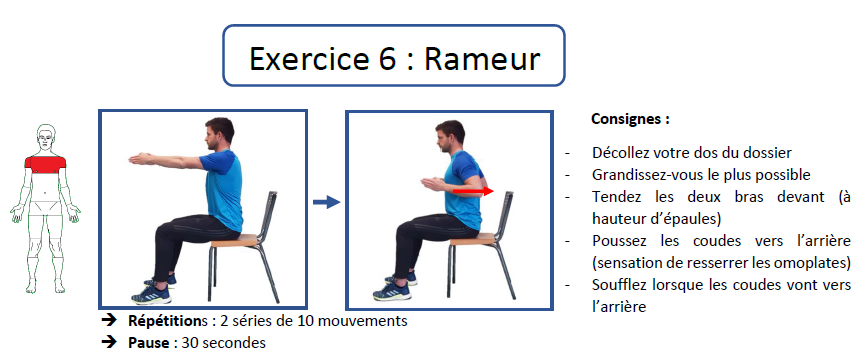 Exercice 6 : Rameur
Consignes :
- Décollez votre dos du dossier
- Grandissez-vous le plus possible
- Tendez les deux bras devant (à
hauteur d'épaules)
- Poussez les coudes vers l'arrière
(sensation de resserrer les omoplates)
- Soufflez lorsque les coudes vont vers
l'arrière
➔ Répétitions : 2 séries de 10 mouvements
➔ Pause : 30 secondes